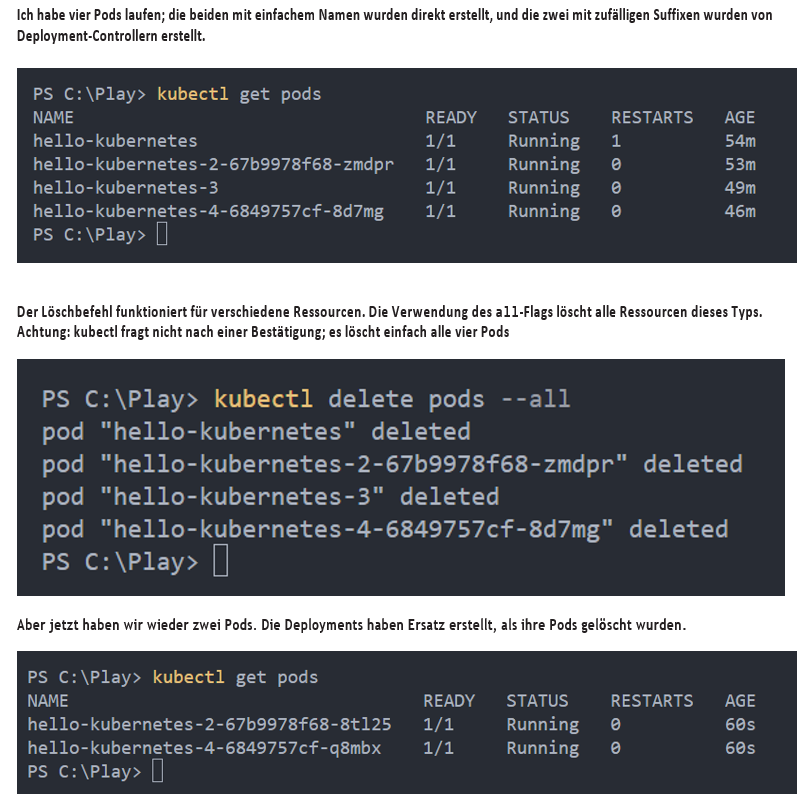 Ich habe vier Pods laufen; die beiden mit einfachem Namen wurden direkt erstellt, und die zwei mit zufälligen Suffixen wurden von
Deployment-Controllern erstellt.
PS C:\Play> kubectl get pods
NAME READY STATUS RESTARTS AGE
hello-kubernetes 1/1 Running 1 54m
hello-kubernetes-2-67b9978f68-zmdpr 1/1 Running 0 53m
hello-kubernetes-3 1/1 Running 0 49m
hello-kubernetes-4-6849757cf-8d7mg 1/1 Running 0 46m
PS C:\Play>
Der Löschbefehl funktioniert für verschiedene Ressourcen. Die Verwendung des all-Flags löscht alle Ressourcen dieses Typs.
Achtung: kubectl fragt nicht nach einer Bestätigung; es löscht einfach alle vier Pods
PS C:\Play> kubectl delete pods --all
pod "hello-kubernetes" deleted
pod "hello-kubernetes-2-67b9978f68-zmdpr" deleted
pod "hello-kubernetes-3" deleted
pod "hello-kubernetes-4-6849757cf-8d7mg" deleted
PS C:\Play>
Aber jetzt haben wir wieder zwei Pods. Die Deployments haben Ersatz erstellt, als ihre Pods gelöscht wurden.
PS C:\Play> kubectl get pods
NAME READY STATUS RESTARTS AGE
hello-kubernetes-2-67b9978f68-8tl25 1/1 Running 0 60s
hello-kubernetes-4-6849757cf-q8mbx 1/1 Running 0 60s
PS C:\Play>